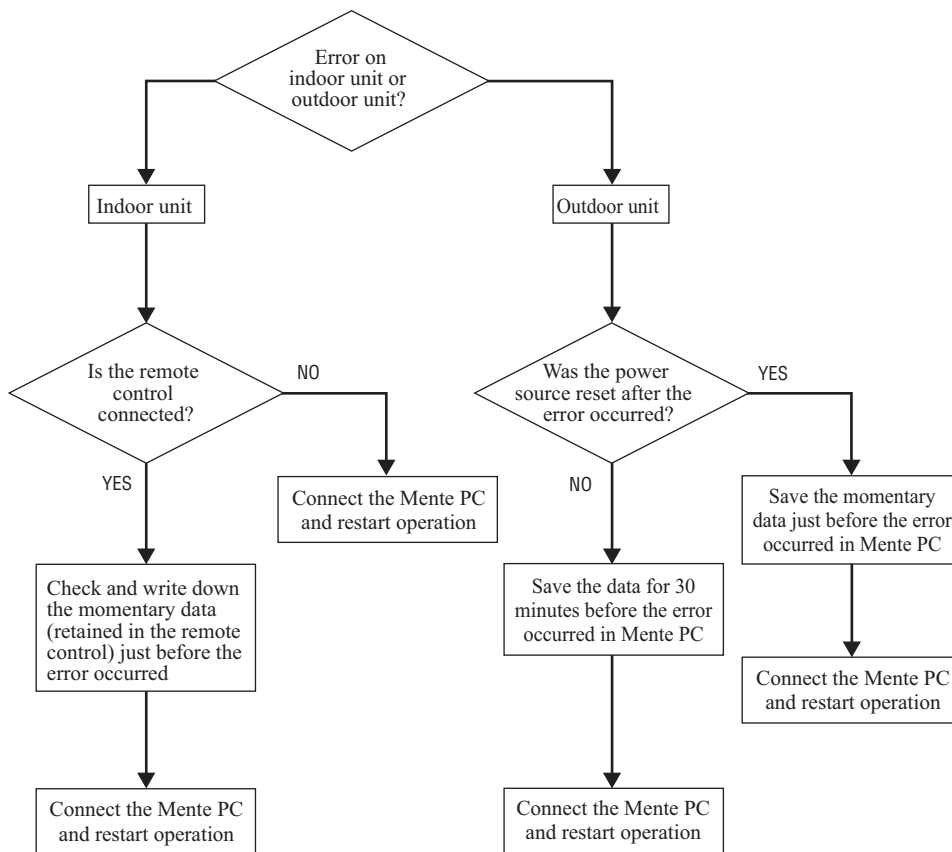 Error on
indoor unit or
outdoor unit?
Indoor unit
Outdoor unit
Is the remote
control
connected?
NO
YES
Was the power
source reset after the
error occurred?
YES
NO
Connect the Mente PC
and restart operation
Save the momentary
data just before the error
occurred in Mente PC
Check and write down
the momentary data
(retained in the remote
control) just before the
error occurred
Save the data for 30
minutes before the error
occurred in Mente PC
Connect the Mente PC
and restart operation
Connect the Mente PC
and restart operation
Connect the Mente PC
and restart operation